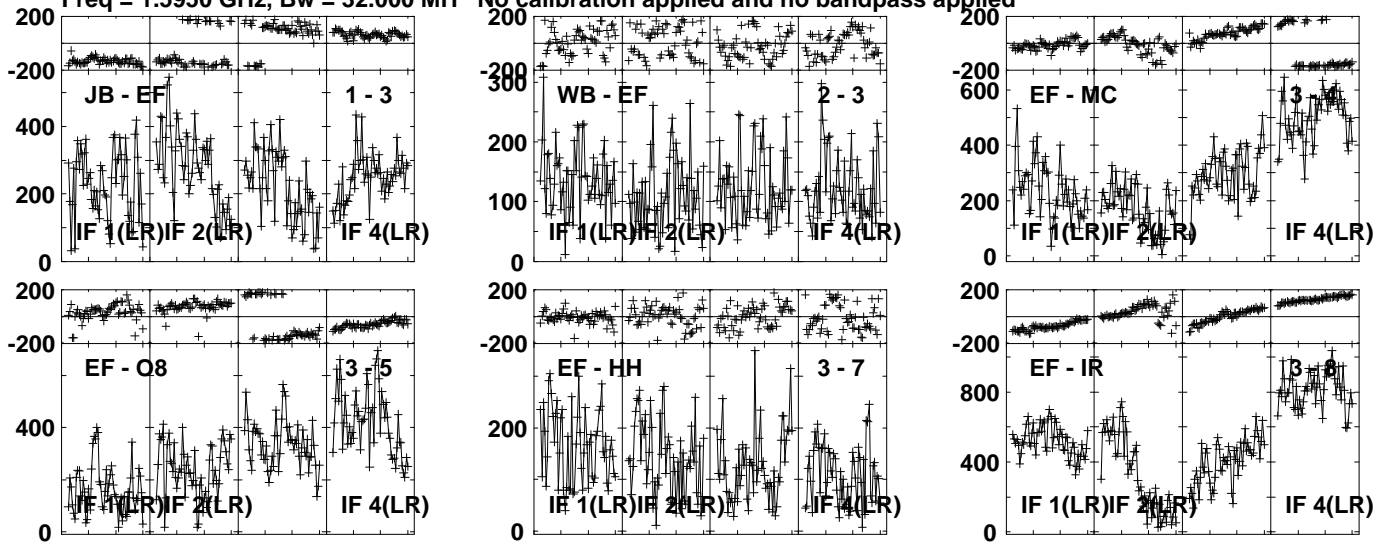 Freq = 1.5950 GHz, Bw = 32.000 MH No calibration applied and no bandpass applied
200
-200
JB - EF
1 - 3
400
200
0
IF 1(LR)
IF 2(LR)
IF 4(LR)
200
-200
300
WB - EF
2 - 3
200
100
0
IF 1(LR)
IF 2(LR)
IF 4(LR)
200
-200
600
EF - MC
3 - 4
400
200
0
IF 1(LR)
IF 2(LR)
IF 4(LR)
200
-200
EF - O8
3 - 5
400
0
IF 1(LR)
IF 2(LR)
IF 4(LR)
200
-200
EF - HH
3 - 7
200
0
IF 1(LR)
IF 2(LR)
IF 4(LR)
200
-200
EF - IR
3 - 8
800
400
0
IF 1(LR)
IF 2(LR)
IF 4(LR)